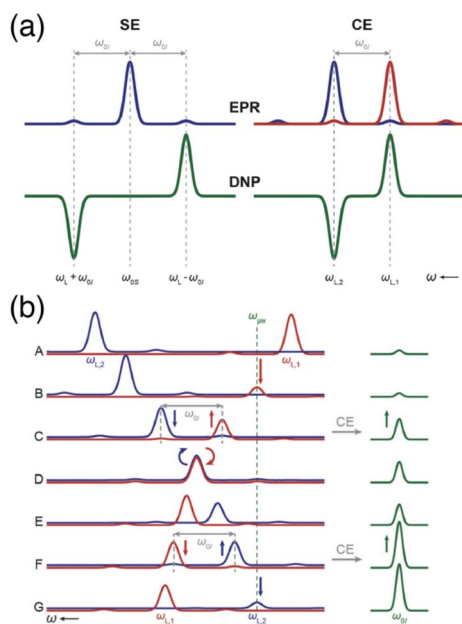 (a)
SE
CE
ω0I
ω0I
ω0I
EPR
DNP
ωL + ω0I
ω0S
ωL − ω0I
ωL,2
ωL,1
ω ←
(b)
ωμw
A
ωL,2
ωL,1
B
ω0I
C
CE
D
E
ω0I
F
CE
G
ω ←
ωL,1
ωL,2
ω0I